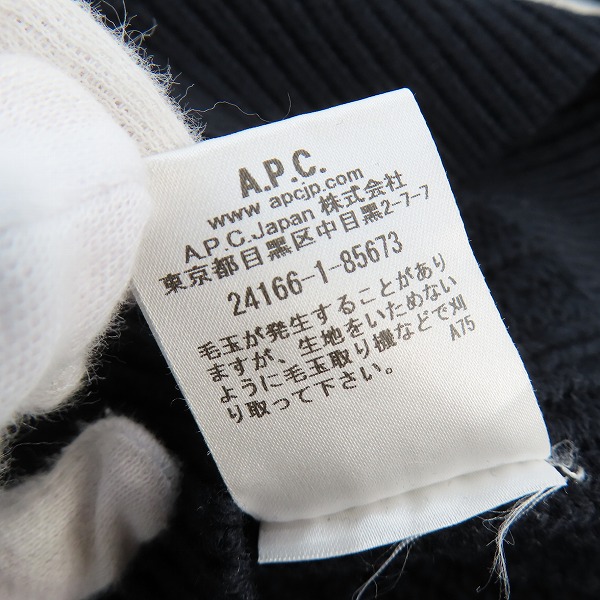 A.P.C.
www.apcjp.com
A.P.C.Japan 株式会社
東京都目黒区中目黒2-7-7
24166-1-85673
毛玉が発生することがあり
ますが、生地をいためない
ように毛玉取り機などで刈
り取って下さい。
A75